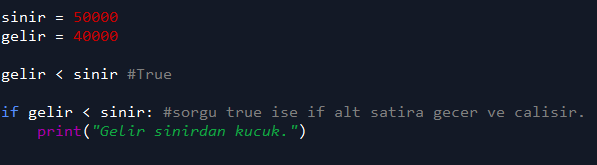 sinir = 50000
gelir = 40000
gelir < sinir #True
if gelir < sinir: #sorgu true ise if alt satira gecer ve calisir.
    print("Gelir sinirdan kucuk.")